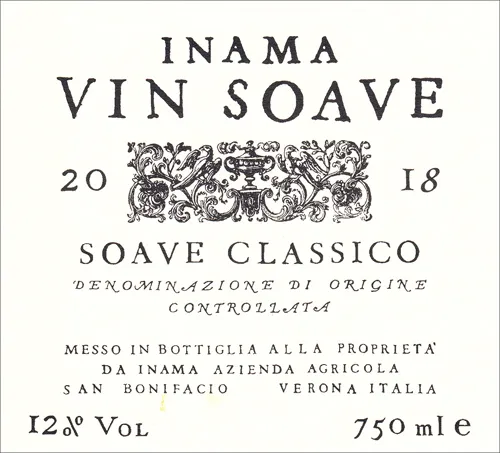 INAMA
VIN SOAVE
20 18
SOAVE CLASSICO
DENOMINAZIONE DI ORIGINE
CONTROLLATA
MESSO IN BOTTIGLIA ALLA PROPRIETA'
DA INAMA AZIENDA AGRICOLA
SAN BONIFACIO VERONA ITALIA
12% VOL 750 ml e